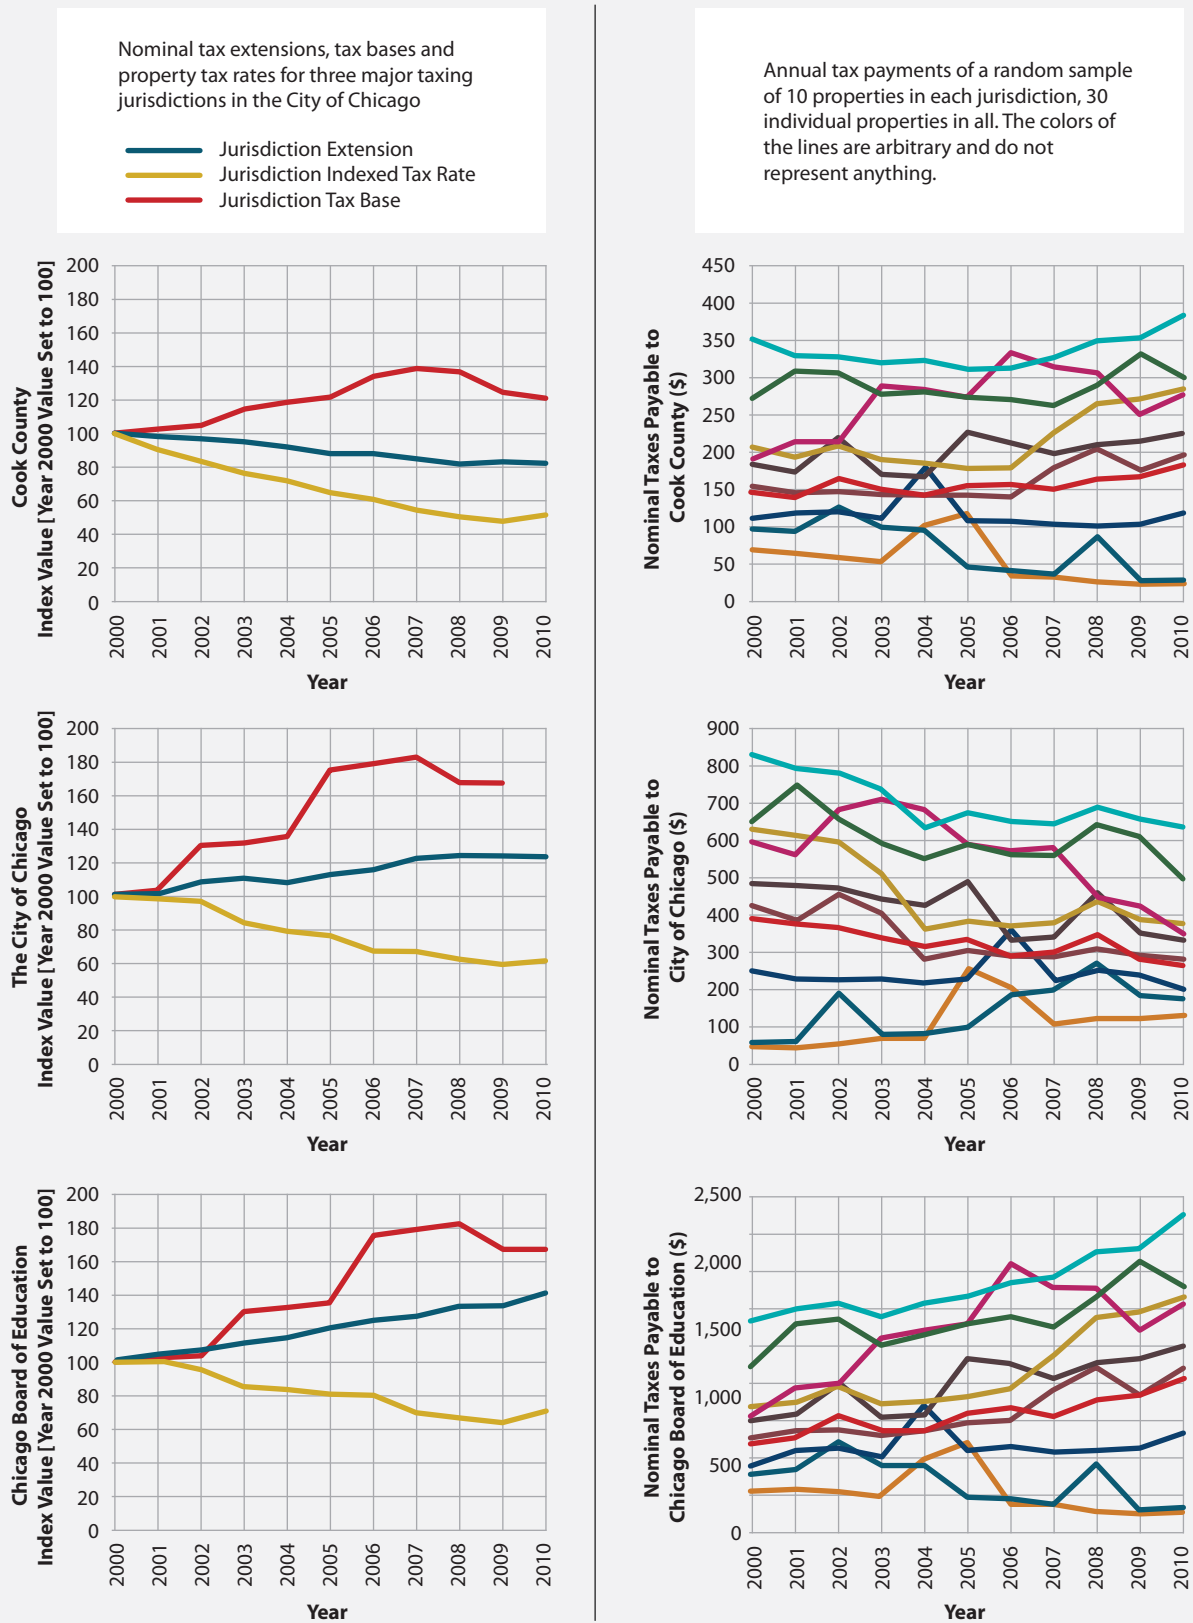 Nominal tax extensions, tax bases and
property tax rates for three major taxing
jurisdictions in the City of Chicago
Jurisdiction Extension
Jurisdiction Indexed Tax Rate
Jurisdiction Tax Base
Annual tax payments of a random sample
of 10 properties in each jurisdiction, 30
individual properties in all. The colors of
the lines are arbitrary and do not
represent anything.
Cook County
Index Value [Year 2000 Value Set to 100]
200
180
160
140
120
100
80
60
40
20
0
2000 2001 2002 2003 2004 2005 2006 2007 2008 2009 2010
Year
Nominal Taxes Payable to
Cook County ($)
450
400
350
300
250
200
150
100
50
0
2000 2001 2002 2003 2004 2005 2006 2007 2008 2009 2010
Year
The City of Chicago
Index Value [Year 2000 Value Set to 100]
200
180
160
140
120
100
80
60
40
20
0
2000 2001 2002 2003 2004 2005 2006 2007 2008 2009 2010
Year
Nominal Taxes Payable to
City of Chicago ($)
900
800
700
600
500
400
300
200
100
0
2000 2001 2002 2003 2004 2005 2006 2007 2008 2009 2010
Year
Chicago Board of Education
Index Value [Year 2000 Value Set to 100]
200
180
160
140
120
100
80
60
40
20
0
2000 2001 2002 2003 2004 2005 2006 2007 2008 2009 2010
Year
Nominal Taxes Payable to
Chicago Board of Education ($)
2,500
2,000
1,500
1,000
500
0
2000 2001 2002 2003 2004 2005 2006 2007 2008 2009 2010
Year